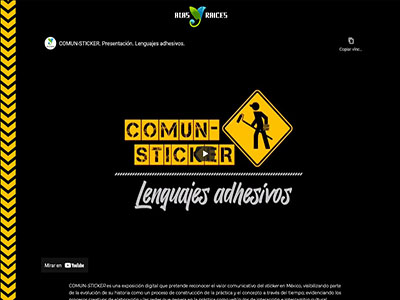 ALAS RAICES
COMUN-STICKER. Presentación. Lenguajes adhesivos.
Copiar vínc...
COMUN-
STICKER
Lenguajes adhesivos
Mirar en YouTube
COMUN-STICKER es una exposición digital que pretende reconocer el valor comunicativo del sticker en México, visibilizando parte
de la evolución de su historia como un proceso de construcción de la práctica y el concepto a través del tiempo; evidenciando los